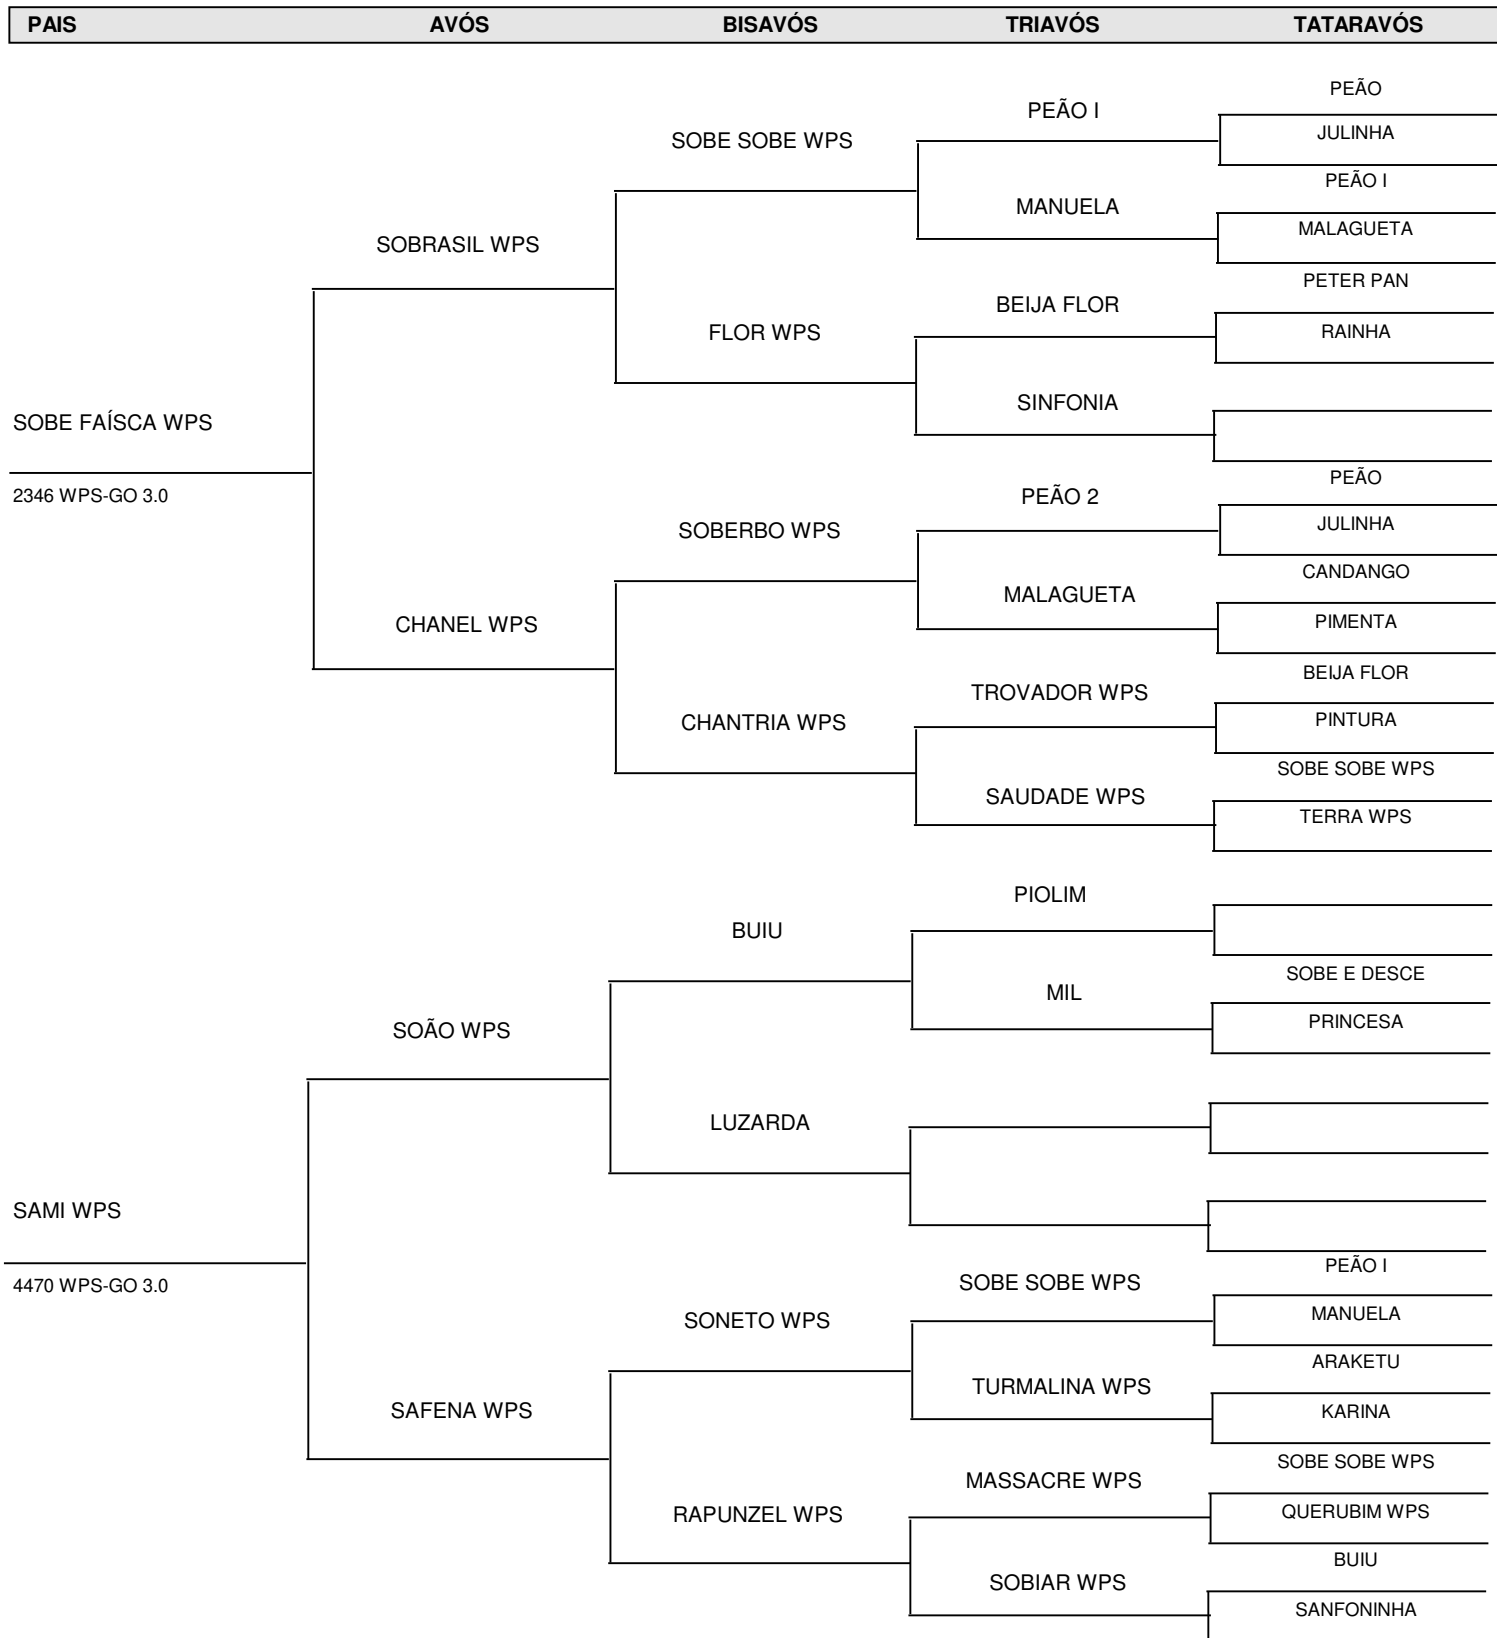 PAIS AVÓS BISAVÓS TRIAVÓS TATARAVÓS
PEÃO
PEÃO I
JULINHA
SOBE SOBE WPS
PEÃO I
MANUELA
MALAGUETA
SOBRASIL WPS
PETER PAN
BEIJA FLOR
FLOR WPS
RAINHA
SINFONIA
SOBE FAÍSCA WPS
PEÃO
2346 WPS-GO 3.0
PEÃO 2
JULINHA
SOBERBO WPS
CANDANGO
MALAGUETA
PIMENTA
CHANEL WPS
BEIJA FLOR
TROVADOR WPS
PINTURA
CHANTRIA WPS
SOBE SOBE WPS
SAUDADE WPS
TERRA WPS
PIOLIM
BUIU
SOBE E DESCE
MIL
PRINCESA
SOÃO WPS
LUZARDA
SAMI WPS
PEÃO I
4470 WPS-GO 3.0
SOBE SOBE WPS
MANUELA
SONETO WPS
ARAKETU
TURMALINA WPS
SAFENA WPS
KARINA
SOBE SOBE WPS
MASSACRE WPS
QUERUBIM WPS
RAPUNZEL WPS
BUIU
SOBIAR WPS
SANFONINHA